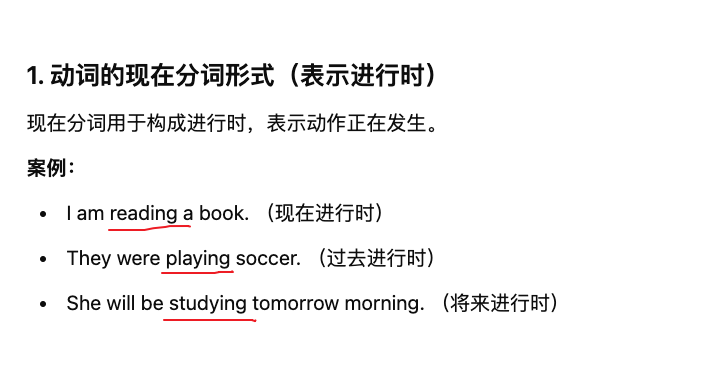 1. 动词的现在分词形式（表示进行时）
现在分词用于构成进行时，表示动作正在发生。
案例：
• I am reading a book. （现在进行时）
• They were playing soccer. （过去进行时）
• She will be studying tomorrow morning. （将来进行时）